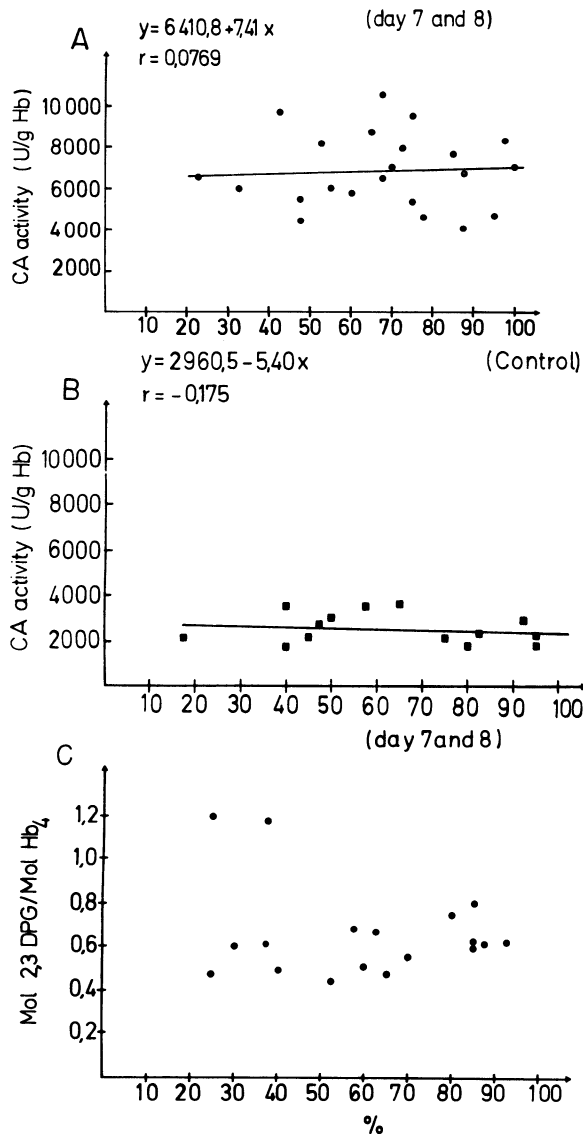 A
y= 6 410,8 +7,41 x
(day 7 and 8)
r = 0,0769
CA activity (U/g Hb)
10 000
8000
6000
4000
2000
10 20 30 40 50 60 70 80 90 100
y= 2960,5 – 5,40 x
(Control)
B
r = –0,175
CA activity (U/g Hb)
10000
8000
6000
4000
2000
10 20 30 40 50 60 70 80 90 100
(day 7 and 8)
C
Mol 2,3 DPG/Mol Hb4
1,2
1,0
0,8
0,6
0,4
0,2
10 20 30 40 50 60 70 80 90 100
%